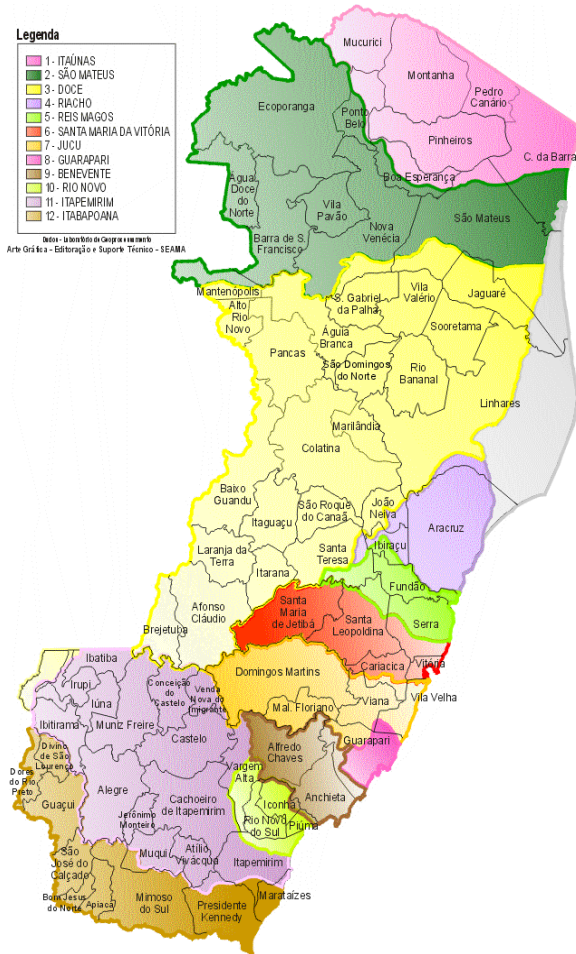 Legenda
1 - ITAÚNAS
2 - SÃO MATEUS
3 - DOCE
4 - RIACHO
5 - REIS MAGOS
6 - SANTA MARIA DA VITÓRIA
7 - JUCU
8 - GUARAPARI
9 - BENEVENTE
10 - RIO NOVO
11 - ITAPEMIRIM
12 - ITABAPOANA
Arte Gráfica - Editoração e Suporte Técnico - SEAMA
Mucurici
Montanha
Pedro
Canário
Ecoporanga
Ponto
Belo
Pinheiros
C. da Barra
Boa Esperança
Água
Doce
do
Norte
Vila
Pavão
São Mateus
Nova
Venécia
Barra de S.
Francisco
Mantenópolis
Alto
Rio
Novo
S. Gabriel
da Palha
Vila
Valério
Jaguaré
Sooretama
Águia
Branca
Pancas
São Domingos
do Norte
Rio
Bananal
Linhares
Marilândia
Colatina
Baixo
Guandu
Itaguaçu
São Roque
do Canaã
João
Neiva
Aracruz
Ibiraçu
Laranja da
Terra
Santa
Teresa
Itarana
Fundão
Afonso
Cláudio
Santa
Maria
de Jetibá
Santa
Leopoldina
Serra
Brejetuba
Cariacica
Vitória
Ibatiba
Domingos Martins
Viana
Vila Velha
Irupi
Iúna
Conceição
do
Castelo
Venda
Nova do
Imigrante
Mal. Floriano
Ibitirama
Muniz Freire
Castelo
Guarapari
Alfredo
Chaves
Divino
de São
Lourenço
Dores
do Rio
Preto
Vargem
Alta
Anchieta
Guaçui
Alegre
Cachoeiro
de Itapemirim
Iconha
Rio Novo
do Sul
Piúma
Jerônimo
Monteiro
São
José do
Calçado
Muqui
Atílio
Vivácqua
Itapemirim
Bom Jesus
do Norte
Apiacá
Mimoso
do Sul
Presidente
Kennedy
Marataízes